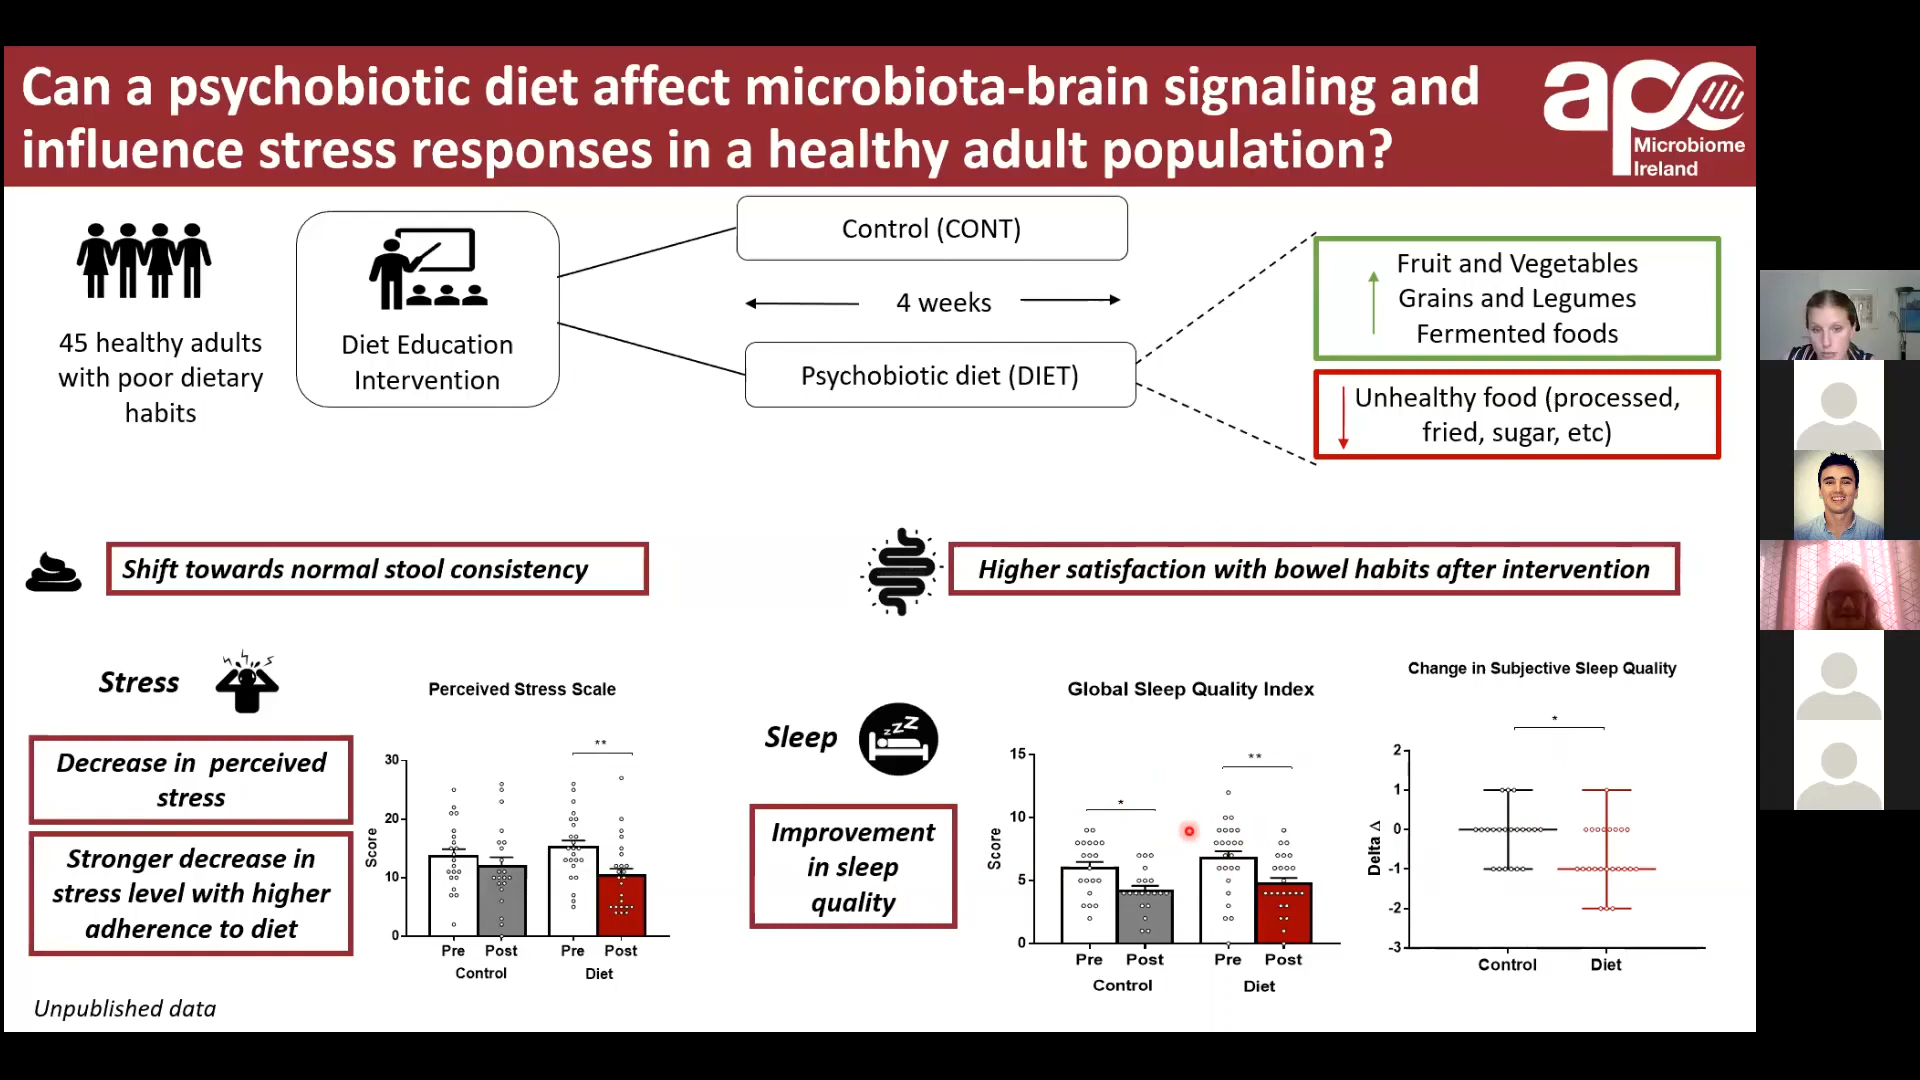 Can a psychobiotic diet affect microbiota-brain signaling and
influence stress responses in a healthy adult population?
apc
Microbiome
Ireland
45 healthy adults
with poor dietary
habits
Diet Education
Intervention
Control (CONT)
4 weeks
Psychobiotic diet (DIET)
Fruit and Vegetables
Grains and Legumes
Fermented foods
Unhealthy food (processed,
fried, sugar, etc)
Shift towards normal stool consistency
Higher satisfaction with bowel habits after intervention
Stress
Decrease in perceived
stress
Stronger decrease in
stress level with higher
adherence to diet
Perceived Stress Scale
**
30
20
10
0
Score
Pre Post Pre Post
Control Diet
Sleep
zzZ
Improvement
in sleep
quality
Global Sleep Quality Index
*
**
15
10
5
0
Score
Pre Post Pre Post
Control Diet
Change in Subjective Sleep Quality
*
2
1
0
-1
-2
-3
Delta Δ
Control Diet
Unpublished data